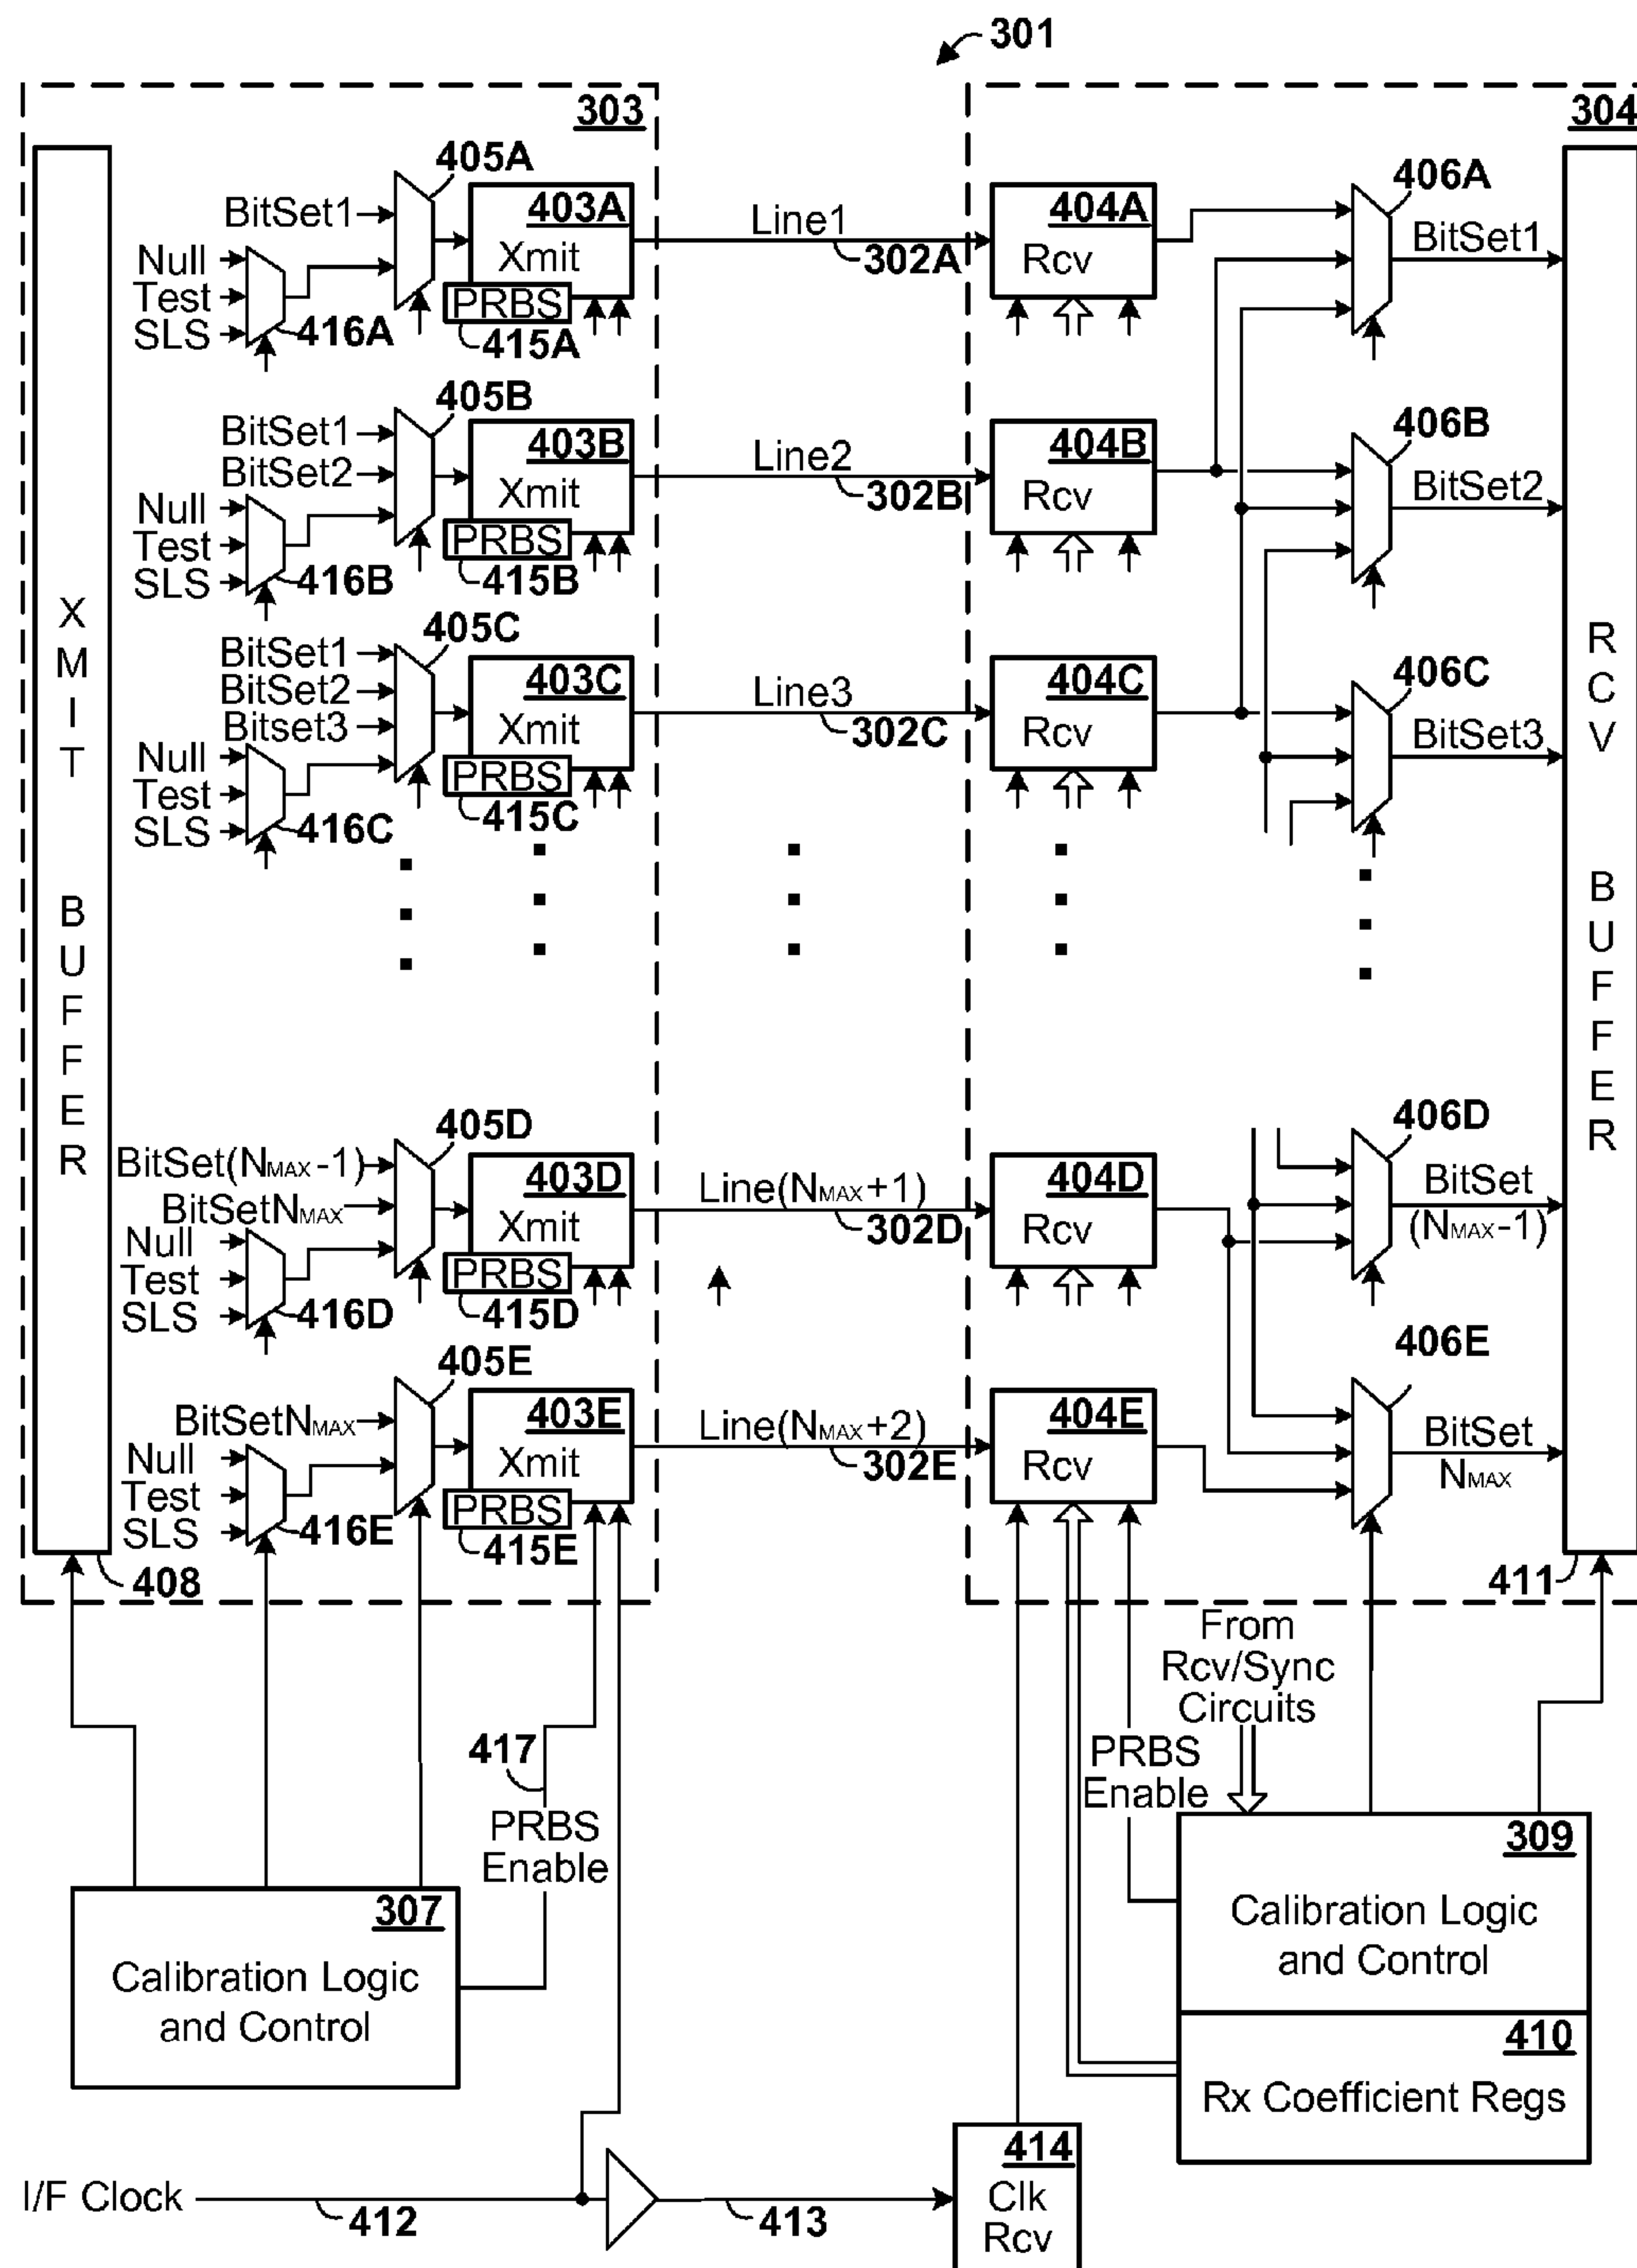 301
303
304
XMIT BUFFER
405A
BitSet1
403A
Xmit
Null
Test
SLS
416A
PRBS
415A
Line1
302A
404A
Rcv
406A
BitSet1
405B
BitSet1
BitSet2
403B
Xmit
Null
Test
SLS
416B
PRBS
415B
Line2
302B
404B
Rcv
406B
BitSet2
405C
BitSet1
BitSet2
Bitset3
403C
Xmit
Null
Test
SLS
416C
PRBS
415C
Line3
302C
404C
Rcv
406C
BitSet3
RCV BUFFER
405D
BitSet(NMAX-1)
BitSetNMAX
403D
Xmit
Null
Test
SLS
416D
PRBS
415D
Line(NMAX+1)
302D
404D
Rcv
406D
BitSet
(NMAX-1)
405E
BitSetNMAX
403E
Xmit
Null
Test
SLS
416E
PRBS
415E
Line(NMAX+2)
302E
404E
Rcv
406E
BitSet
NMAX
408
411
From
Rcv/Sync
Circuits
417
PRBS
Enable
PRBS
Enable
307
Calibration Logic
and Control
309
Calibration Logic
and Control
410
Rx Coefficient Regs
I/F Clock
412
413
414
Clk
Rcv